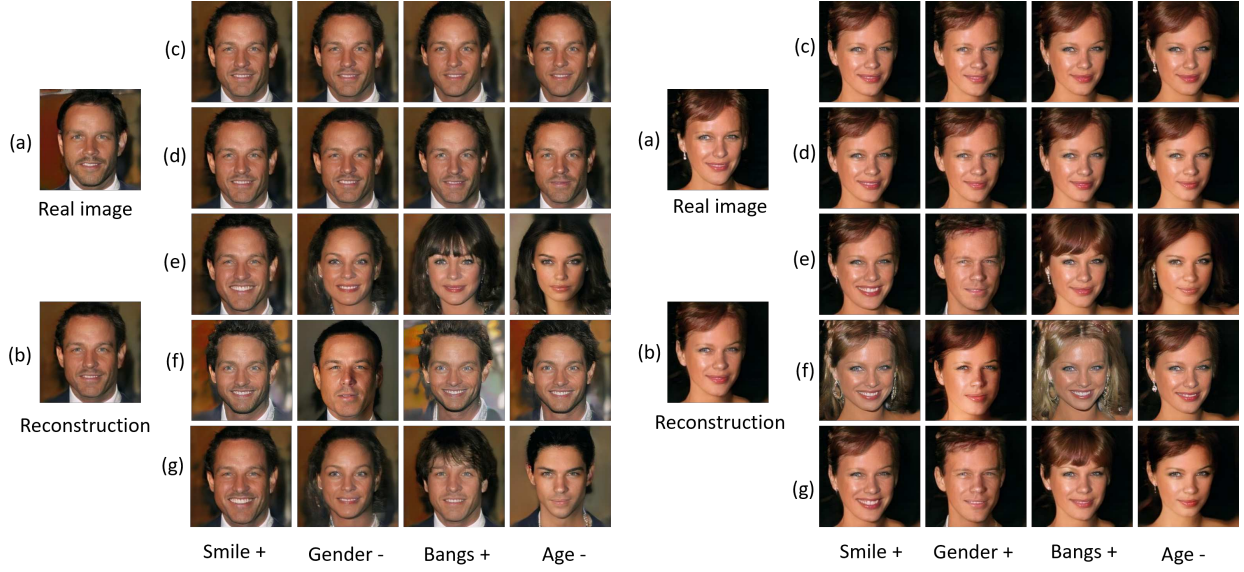 (c)
(a)
(d)
Real image
(e)
(b)
(f)
Reconstruction
(g)
Smile + Gender - Bangs + Age -
(c)
(a)
(d)
Real image
(e)
(b)
(f)
Reconstruction
(g)
Smile + Gender + Bangs + Age -